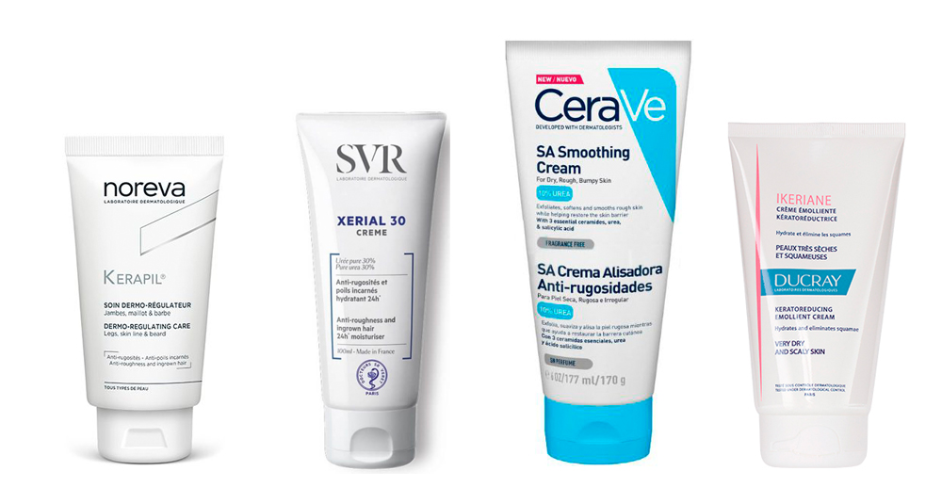 noreva
LABORATOIRE DERMATOLOGIQUE
KERAPIL®
SOIN DERMO-RÉGULATEUR
Jambes, maillot & barbe
DERMO-REGULATING CARE
Legs, skin line & beard
Anti-rugosités - Anti-poils incarnés
Anti-roughness and ingrown hair
TOUS TYPES DE PEAU
SVR
LABORATOIRE DERMATOLOGIQUE
XERIAL 30
CREME
Urée pure 30%
Pure urea 30%
Anti-rugosités et
poils incarnés
hydratant 24h*
Anti-roughness and
ingrown hair
24h* moisturiser
100ml - Made in France
PARIS
NEW / NUEVO
CeraVe
DEVELOPED WITH DERMATOLOGISTS
SA Smoothing
Cream
For Dry, Rough, Bumpy Skin
10% UREA
Exfoliates, softens and smooths rough skin
while helping restore the skin barrier
With 3 essential ceramides, urea,
& salicylic acid
FRAGRANCE FREE
SA Crema Alisadora
Anti-rugosidades
Para Piel Seca, Rugosa e Irregular
10% UREA
Exfolia, suaviza y alisa la piel rugosa mientras
que ayuda a restaurar la barrera cutánea
Con 3 ceramidas esenciales, urea
y Ácido salicílico
SIN PERFUME
6 OZ/177 ml/170 g
IKERIANE
CRÈME ÉMOLLIENTE
KÉRATORÉDUCTRICE
Hydrate et élimine les squames
PEAUX TRÈS SÈCHES
ET SQUAMEUSES
DUCRAY
LABORATOIRES DERMATOLOGIQUES
KERATOREDUCING
EMOLLIENT CREAM
Hydrates and eliminates squamae
VERY DRY
AND SCALY SKIN